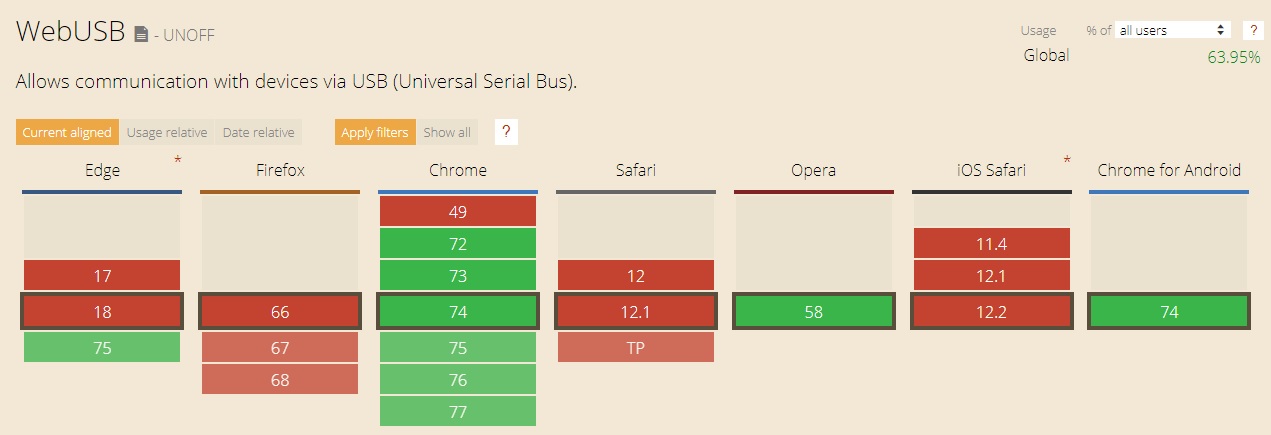 WebUSB - UNOFF
Usage % of all users ?
Global 63.95%
Allows communication with devices via USB (Universal Serial Bus).
Current aligned Usage relative Date relative Apply filters Show all ?
Edge * Firefox Chrome Safari Opera iOS Safari * Chrome for Android
49
72 11.4
17 73 12 12.1
18 66 74 12.1 58 12.2 74
75 67 75 TP
68 76
77